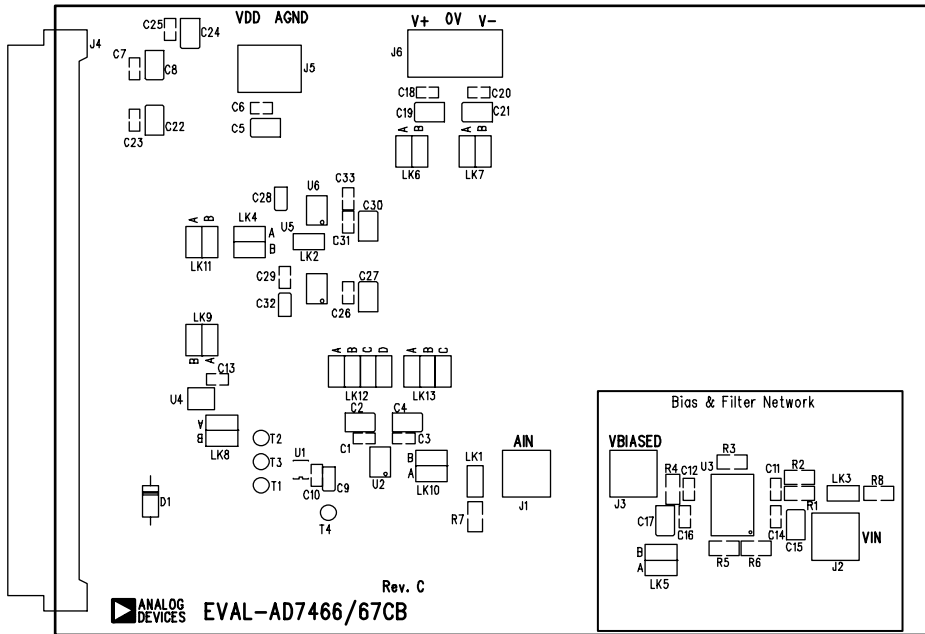 C25
C24
VDD AGND
V+ 0V V-
J4
C7
C8
J5
J6
C6
C18
C20
C19
C21
C5
C23
C22
A B
A B
LK6
LK7
C33
C28
U6
C30
A B
LK4
U5
A
B
C31
LK11
LK2
C29
C27
C32
C26
LK9
B A
C13
A B C D
A B C
U4
LK12
LK13
C2
C4
A
B
LK8
T2
C1
C3
T3
U1
T1
C10
C9
U2
B
A
LK10
LK1
AIN
J1
R7
D1
T4
Bias & Filter Network
VBIASED
R3
R4
C12
U3
C11
R2
LK3
R8
J3
R1
C17
C16
C14
C15
VIN
B
A
R5
R6
J2
LK5
Rev. C
ANALOG
DEVICES
EVAL-AD7466/67CB